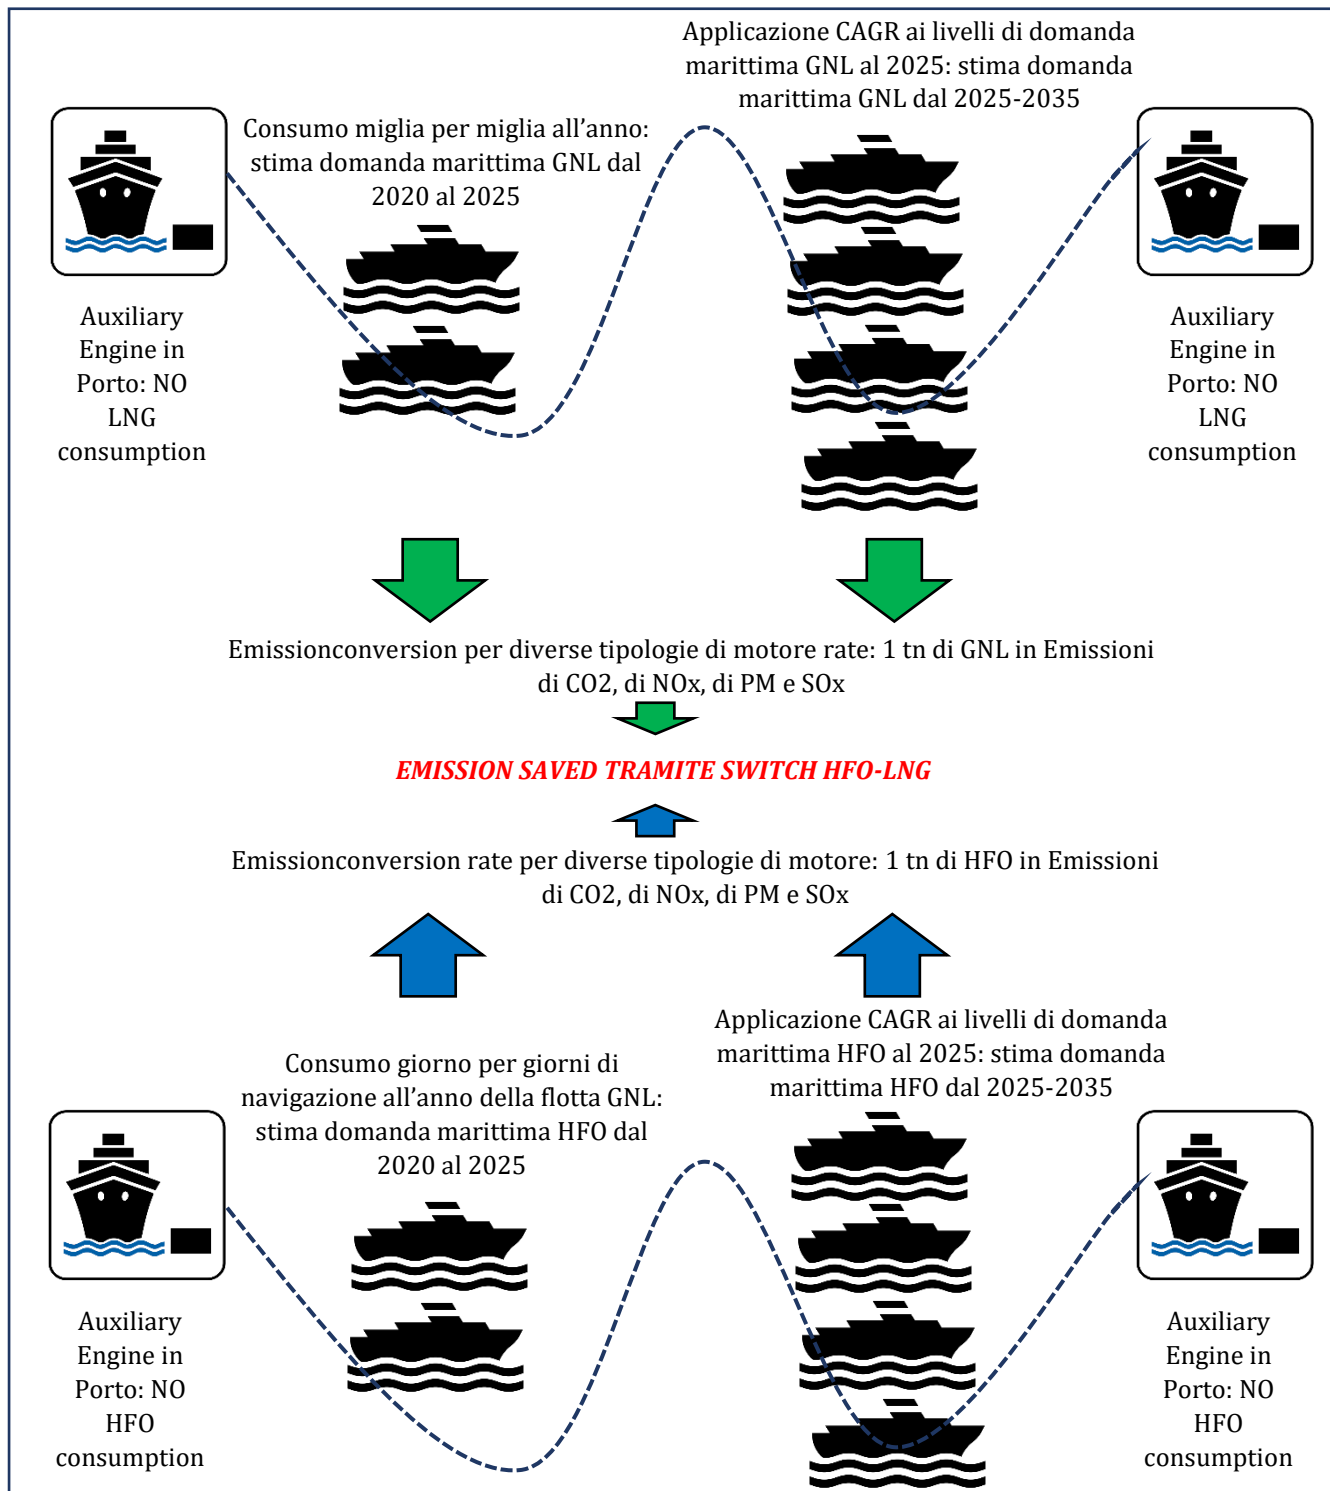 Applicazione CAGR ai livelli di domanda
marittima GNL al 2025: stima domanda
marittima GNL dal 2025-2035
Consumo miglia per miglia all’anno:
stima domanda marittima GNL dal
2020 al 2025
Auxiliary
Engine in
Porto: NO
LNG
consumption
Auxiliary
Engine in
Porto: NO
LNG
consumption
Emissionconversion per diverse tipologie di motore rate: 1 tn di GNL in Emissioni
di CO2, di NOx, di PM e SOx
EMISSION SAVED TRAMITE SWITCH HFO-LNG
Emissionconversion rate per diverse tipologie di motore: 1 tn di HFO in Emissioni
di CO2, di NOx, di PM e SOx
Applicazione CAGR ai livelli di domanda
marittima HFO al 2025: stima domanda
marittima HFO dal 2025-2035
Consumo giorno per giorni di
navigazione all’anno della flotta GNL:
stima domanda marittima HFO dal
2020 al 2025
Auxiliary
Engine in
Porto: NO
HFO
consumption
Auxiliary
Engine in
Porto: NO
HFO
consumption